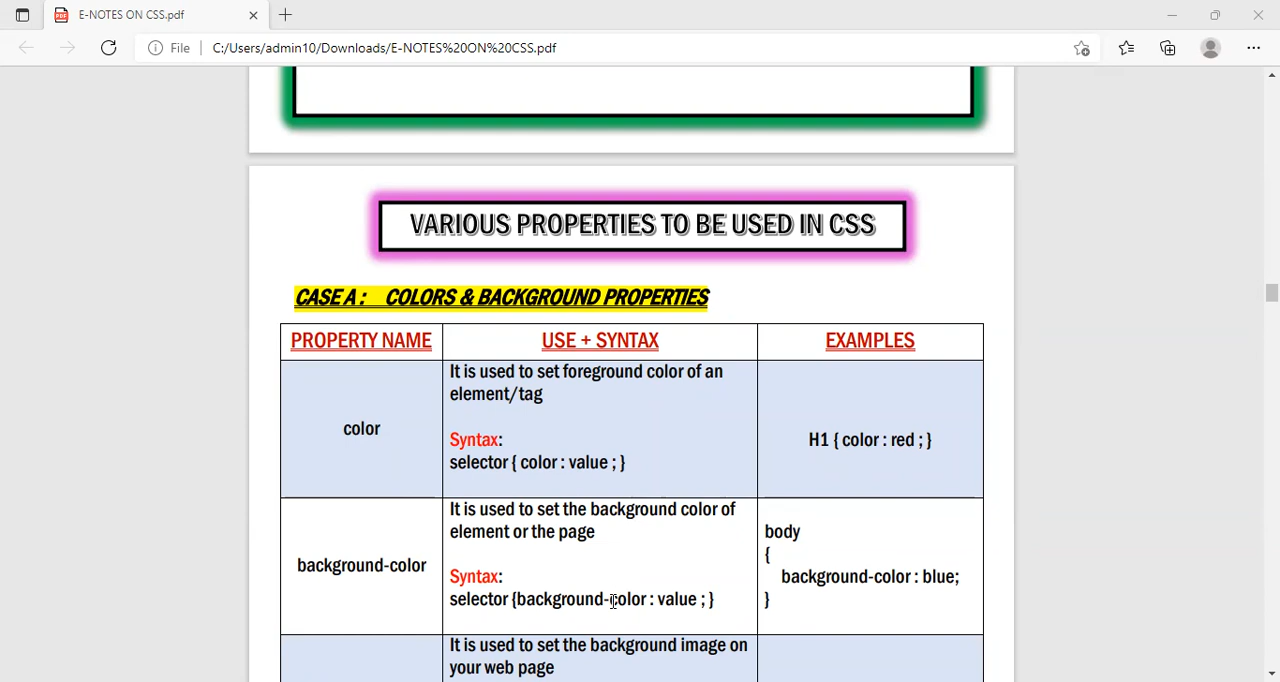 E-NOTES ON CSS.pdf
File
C:/Users/admin10/Downloads/E-NOTES%20ON%20CSS.pdf
VARIOUS PROPERTIES TO BE USED IN CSS
CASE A : COLORS & BACKGROUND PROPERTIES
PROPERTY NAME
USE + SYNTAX
EXAMPLES
color
It is used to set foreground color of an
element/tag
Syntax:
selector { color : value ; }
H1 { color : red ; }
background-color
It is used to set the background color of
element or the page
Syntax:
selector {background-color : value ; }
body
{
background-color : blue;
}
It is used to set the background image on
your web page